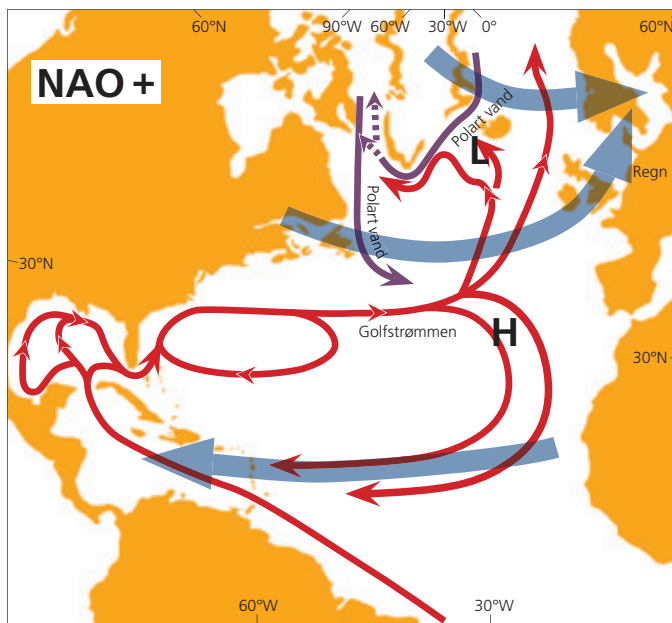 60°N
90°W
60°W
30°W
0°
60°N
NAO +
Polart vand
L
Regn
Polart vand
30°N
Golfstrømmen
H
30°N
60°W
30°W